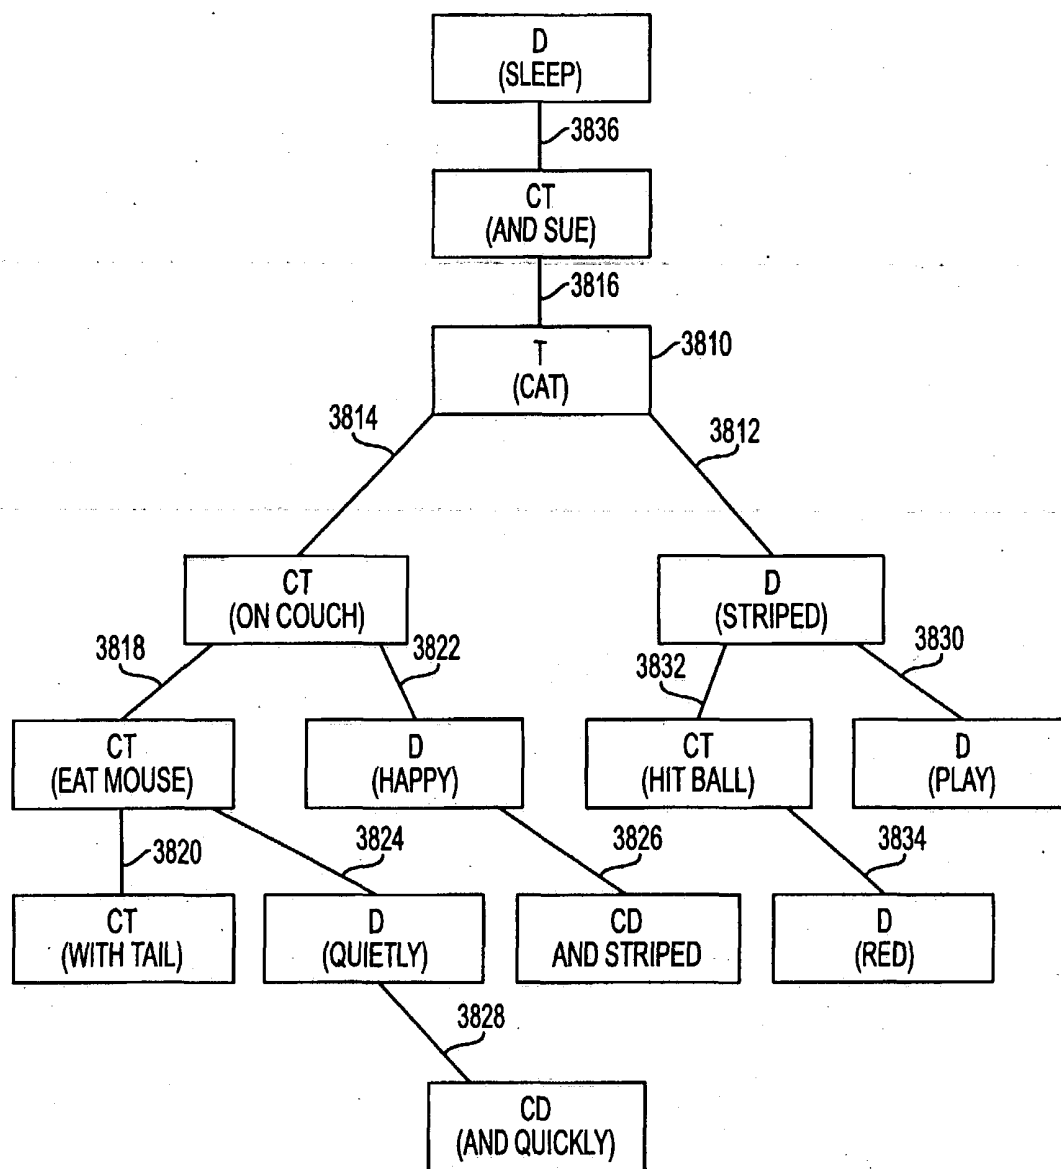 D
(SLEEP)
3836
CT
(AND SUE)
3816
T
(CAT)
3810
3814
3812
CT
(ON COUCH)
D
(STRIPED)
3818
3822
3832
3830
CT
(EAT MOUSE)
D
(HAPPY)
CT
(HIT BALL)
D
(PLAY)
3820
3824
3826
3834
CT
(WITH TAIL)
D
(QUIETLY)
CD
AND STRIPED
D
(RED)
3828
CD
(AND QUICKLY)